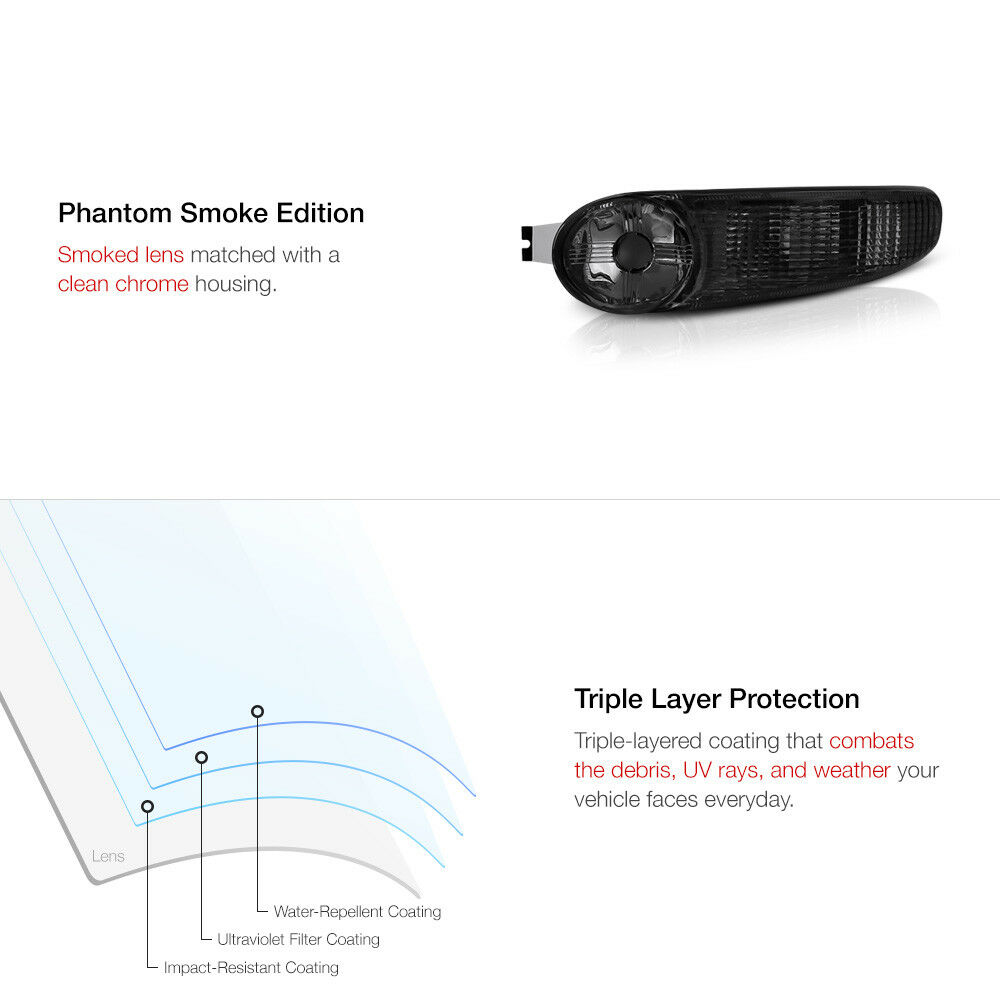 Phantom Smoke Edition
Smoked lens matched with a
clean chrome housing.
Triple Layer Protection
Triple-layered coating that combats
the debris, UV rays, and weather your
vehicle faces everyday.
Lens
Water-Repellent Coating
Ultraviolet Filter Coating
Impact-Resistant Coating